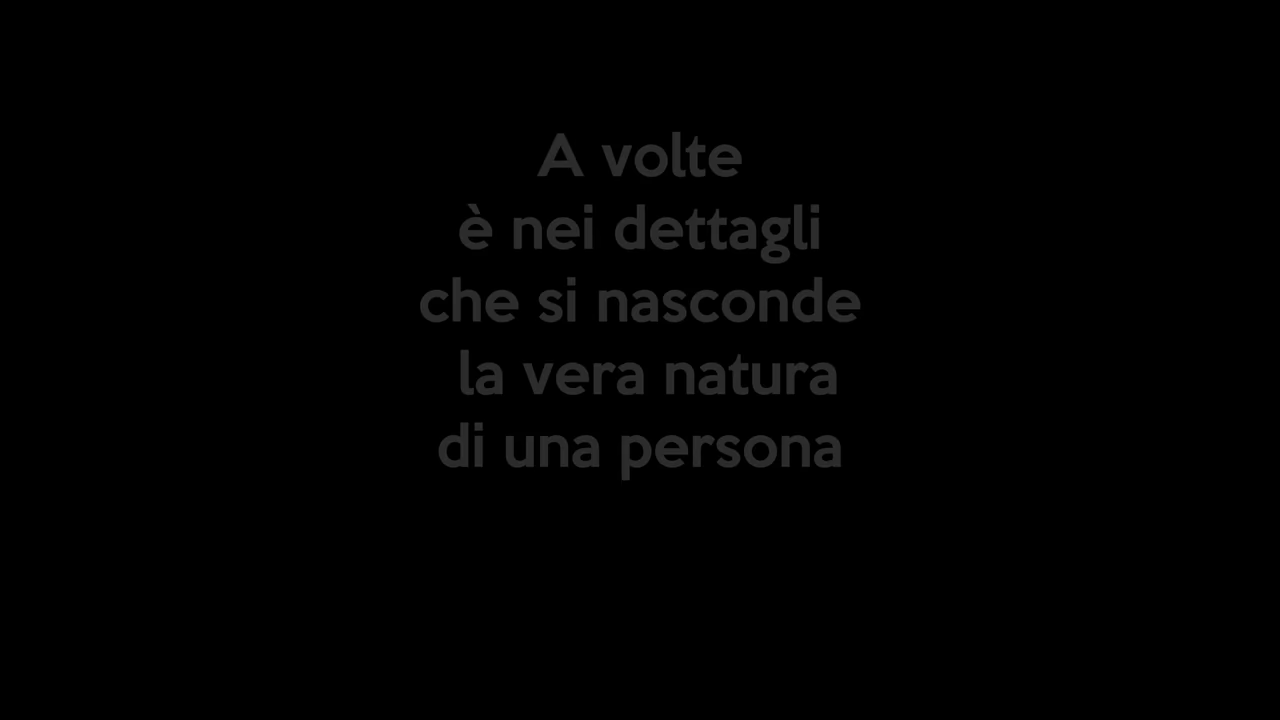 A volte
è nei dettagli
che si nasconde
la vera natura
di una persona